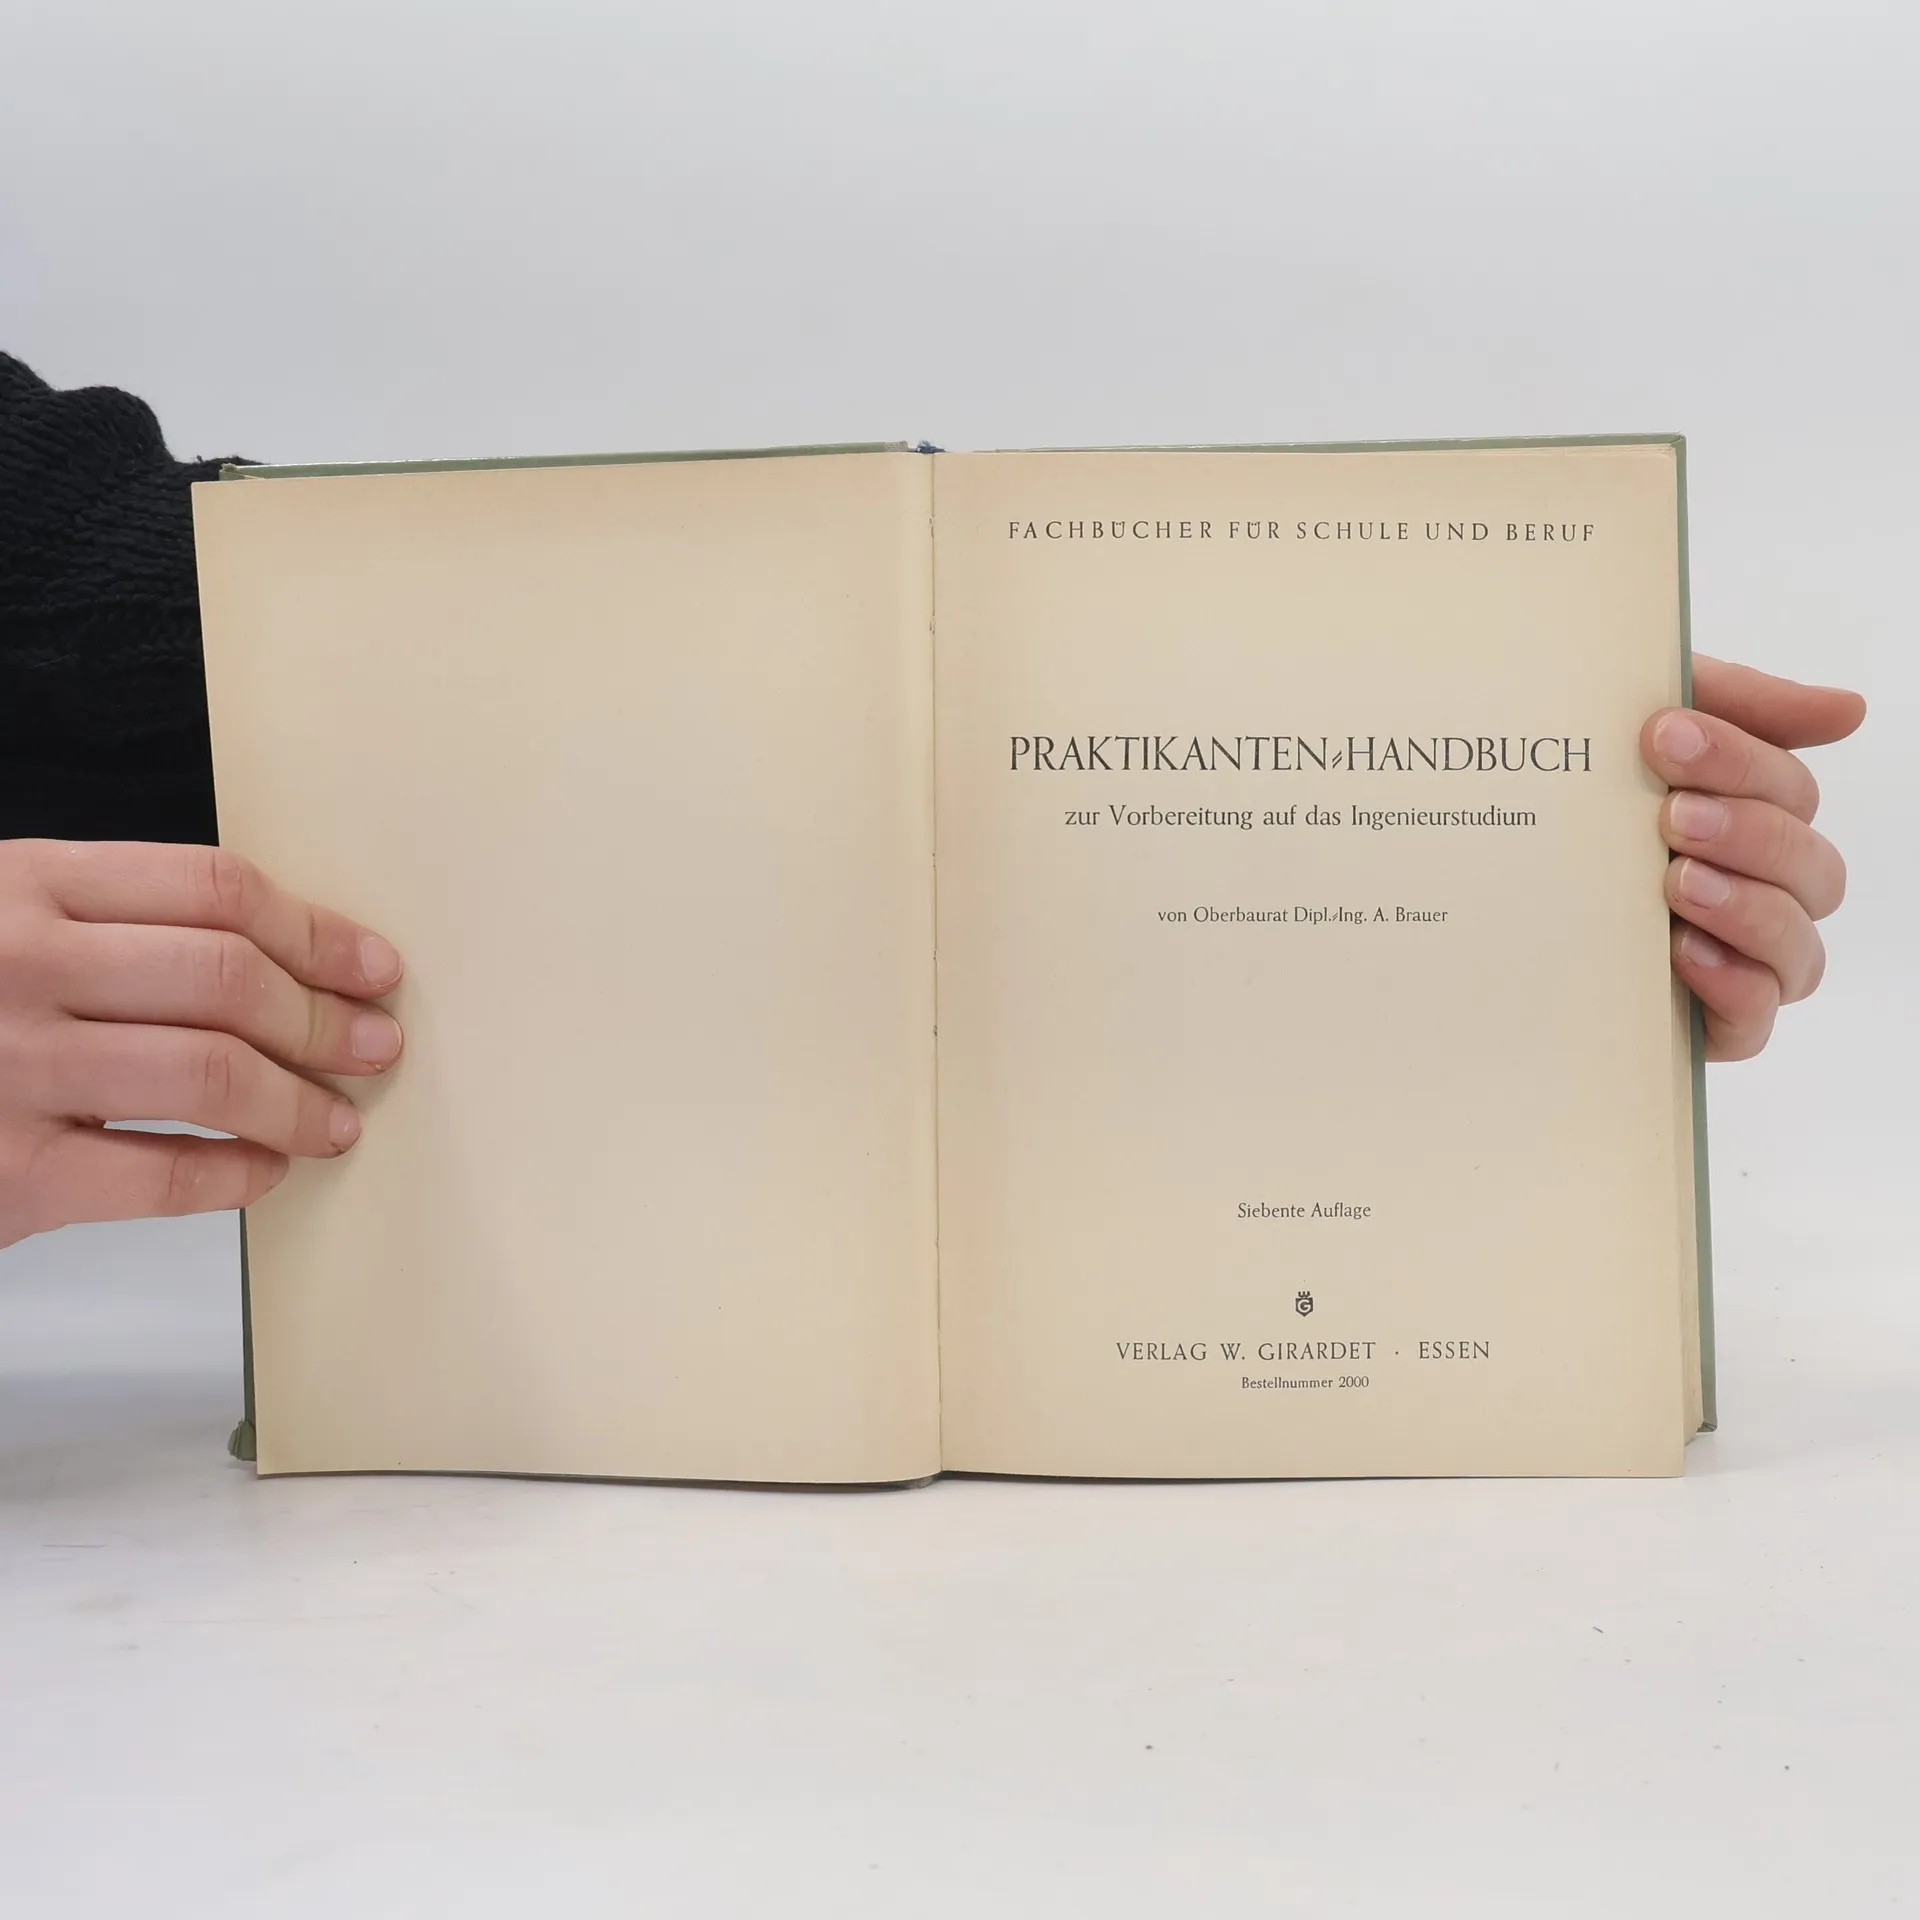 FACHBÜCHER FÜR SCHULE UND BERUF
PRAKTIKANTEN-HANDBUCH
zur Vorbereitung auf das Ingenieurstudium
von Oberbaurat Dipl.-Ing. A. Brauer
Siebente Auflage
W
G
VERLAG W. GIRARDET · ESSEN
Bestellnummer 2000